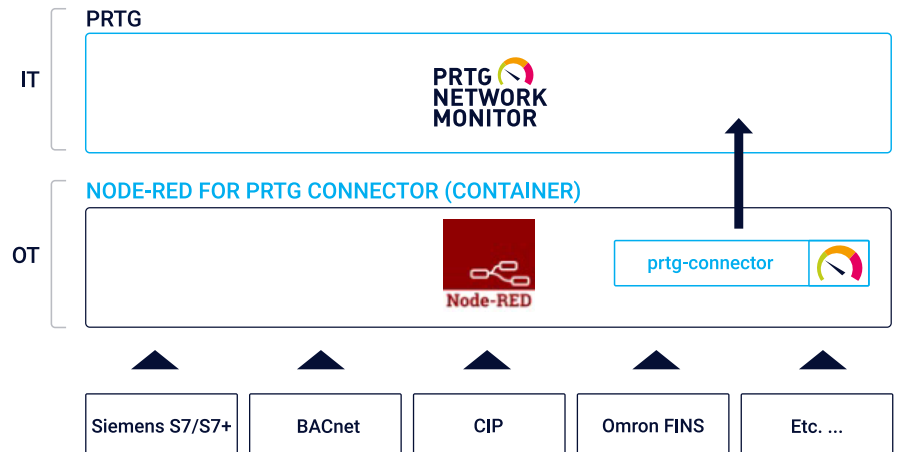 PRTG
IT
PRTG
NETWORK
MONITOR
NODE-RED FOR PRTG CONNECTOR (CONTAINER)
OT
Node-RED
prtg-connector
Siemens S7/S7+
BACnet
CIP
Omron FINS
Etc. ...